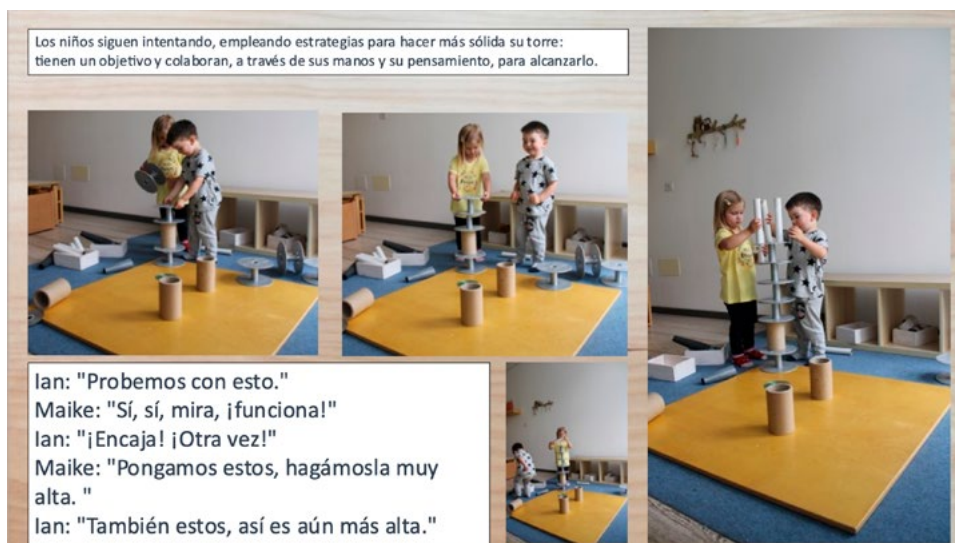 Los niños siguen intentando, empleando estrategias para hacer más sólida su torre:
tienen un objetivo y colaboran, a través de sus manos y su pensamiento, para alcanzarlo.
Ian: "Probemos con esto."
Maike: "Sí, sí, mira, ¡funciona!"
Ian: "¡Encaja! ¡Otra vez!"
Maike: "Pongamos estos, hagámosla muy
alta. "
Ian: "También estos, así es aún más alta."